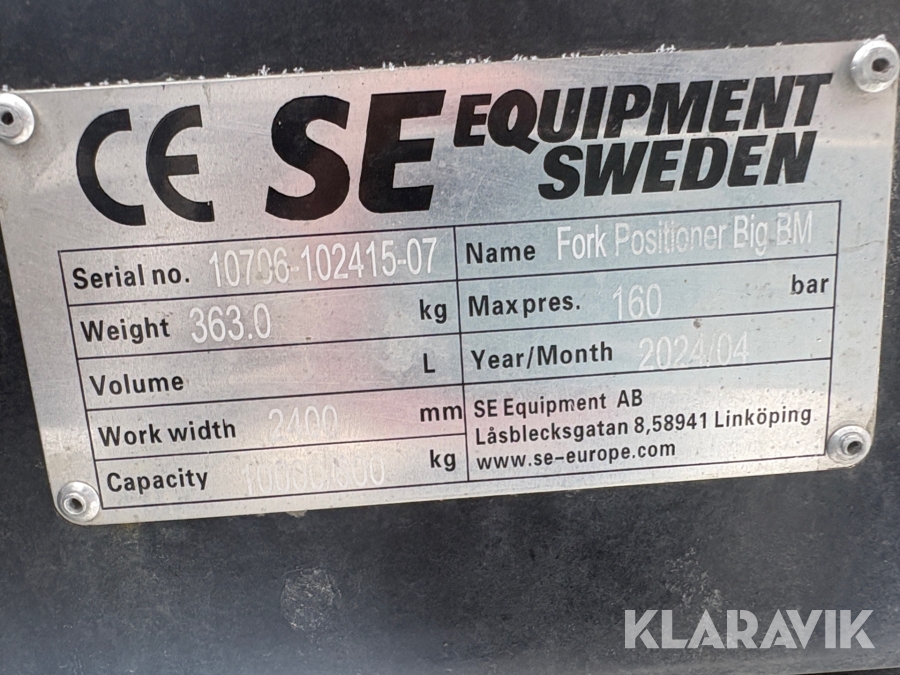 CE SE EQUIPMENT
SWEDEN
Serial no. 10706-102415-07
Name Fork Positioner Big BM
Weight 363.0 kg
Max pres. 160 bar
Volume L
Year/Month 2024/04
Work width 2400 mm
Capacity kg
SE Equipment AB
Låsblecksgatan 8,58941 Linköping
www.se-europe.com
KLARAVIK